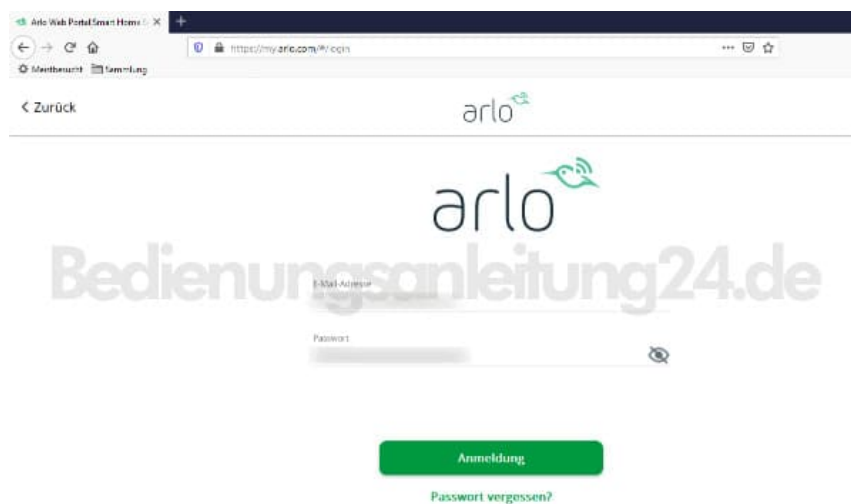 Arlo Web Portal Smart Home
https://my.arlo.com/#/login
Meistbesucht Sammlung
Zurück
arlo
arlo
Bedienungsanleitung24.de
E-Mail-Adresse
Passwort
Anmeldung
Passwort vergessen?